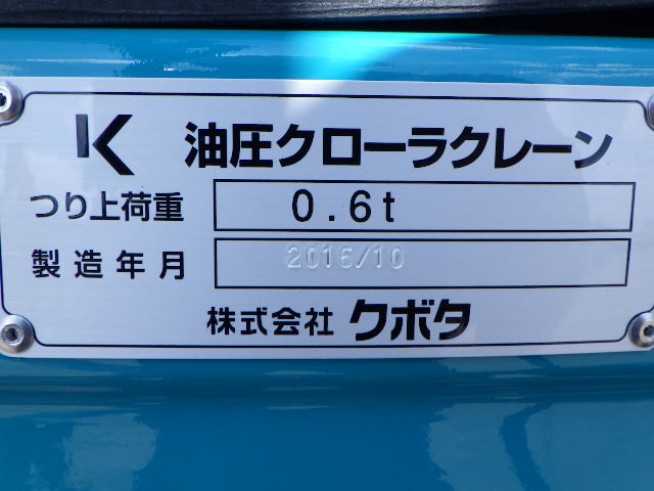 K 油圧クローラクレーン
つり上荷重 0.6t
製造年月 2016/10
株式会社 クボタ